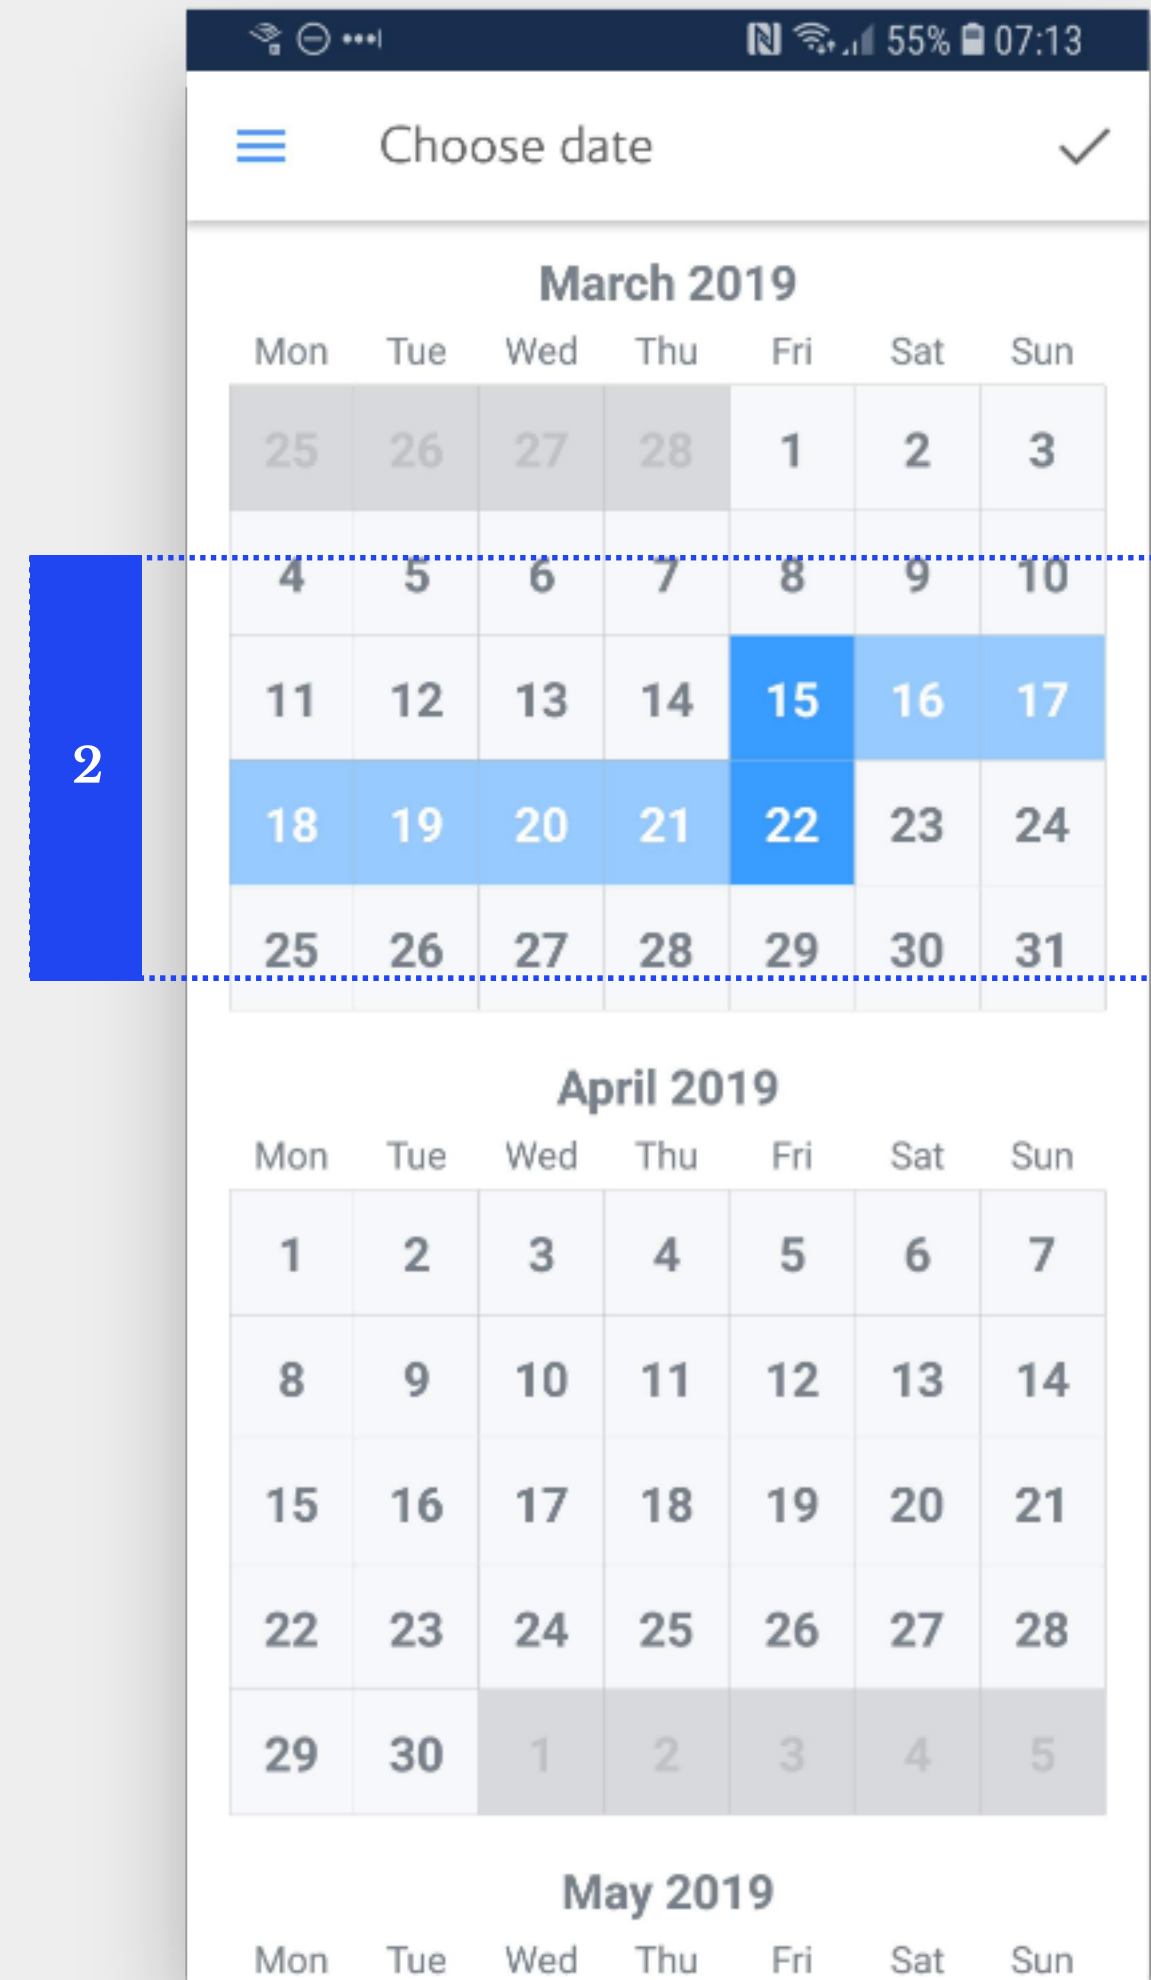 55% 07:13
Choose date
March 2019
Mon Tue Wed Thu Fri Sat Sun
25 26 27 28 1 2 3
4 5 6 7 8 9 10
11 12 13 14 15 16 17
2
18 19 20 21 22 23 24
25 26 27 28 29 30 31
April 2019
Mon Tue Wed Thu Fri Sat Sun
1 2 3 4 5 6 7
8 9 10 11 12 13 14
15 16 17 18 19 20 21
22 23 24 25 26 27 28
29 30 1 2 3 4 5
May 2019
Mon Tue Wed Thu Fri Sat Sun